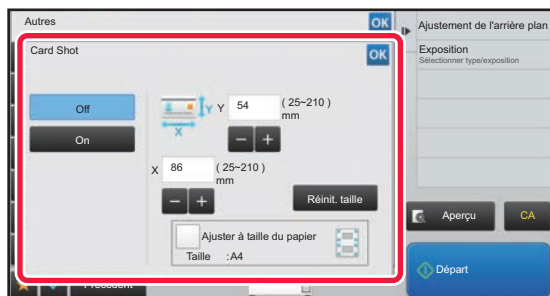 Autres
OK
Card Shot
OK
Off
On
Y
Y 54 ( 25~210 )
mm
X
X 86 ( 25~210 )
mm
Réinit. taille
Ajuster à taille du papier
Taille :A4
Ajustement de l'arrière plan
Exposition
Sélectionner type/exposition
Aperçu
CA
Départ